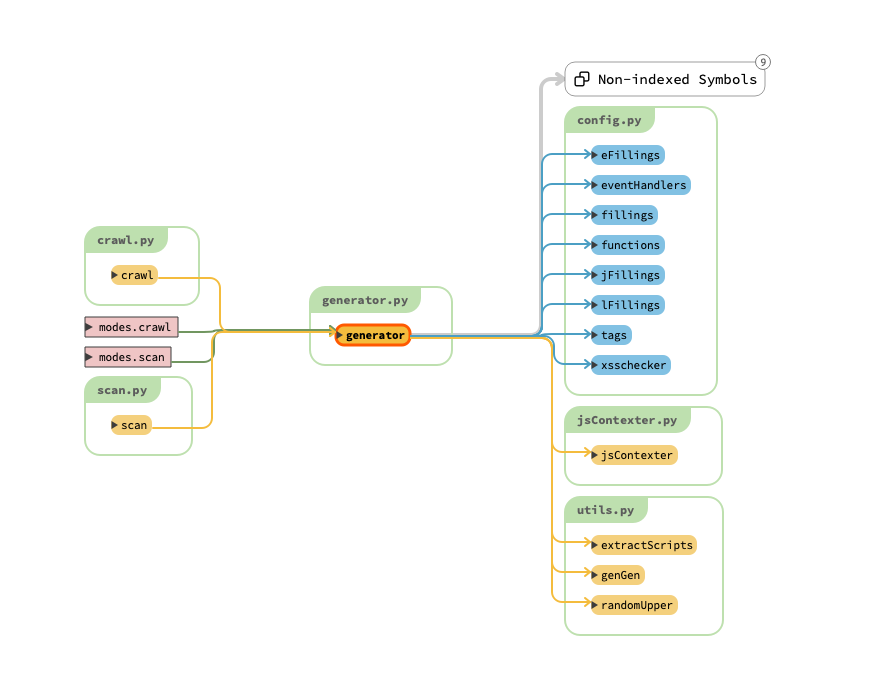 crawl.py
crawl
modes.crawl
modes.scan
scan.py
scan
generator.py
generator
9
Non-indexed Symbols
config.py
eFillings
eventHandlers
fillings
functions
jFillings
lFillings
tags
xsschecker
jsContexter.py
jsContexter
utils.py
extractScripts
genGen
randomUpper